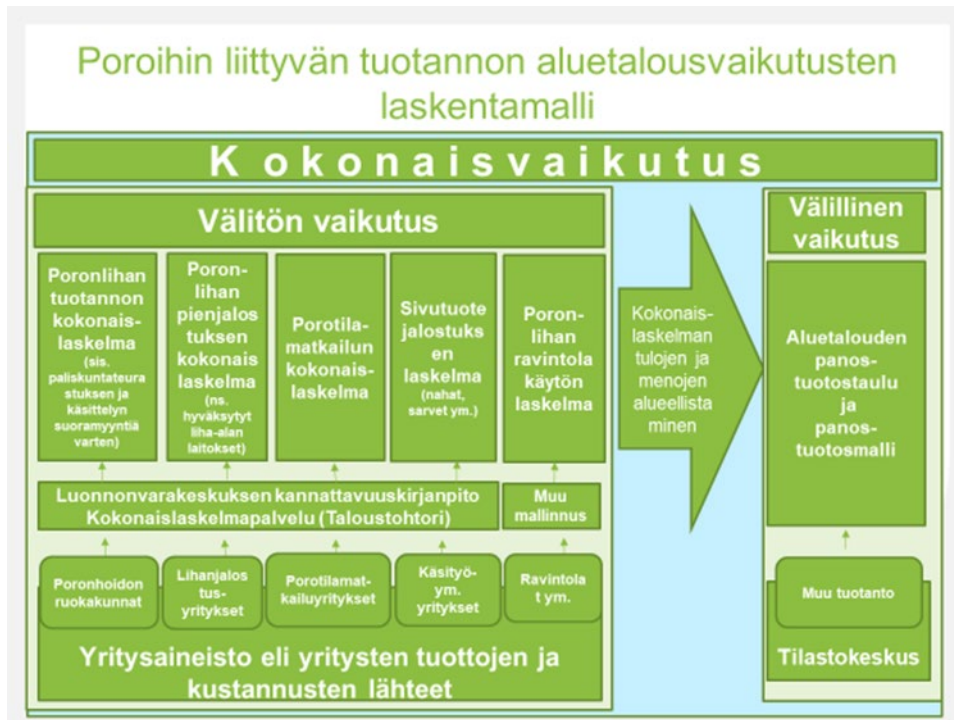 Poroihin liittyvän tuotannon aluetalousvaikutusten
laskentamalli
Kokonaisvaikutus
Välitön vaikutus
Välillinen
vaikutus
Poronlihan
tuotannon
kokonais-
laskelma
(sis.
paliskuntateura
stuksen ja
käsittelyn
suoramyyntiä
varten)
Poron-
lihan
pienjalos
tuksen
kokonais
laskelma
(ns.
hyväksytyt
liha-alan
laitokset)
Porotila-
matkailun
kokonais-
laskelma
Sivutuote
jalostuks
en
laskelma
(nahat,
sarvet ym.)
Poron-
lihan
ravintola
käytön
laskelma
Kokonais-
laskelman
tulojen ja
menojen
alueellista
minen
Aluetalouden
panos-
tuotostaulu
ja
panos-
tuotosmalli
Luonnonvarakeskuksen kannattavuuskirjanpito
Kokonaislaskelmapalvelu (Taloustohtori)
Muu
mallinnus
Poronhoidon
ruokakunnat
Lihanjalos
tus-
yritykset
Porotilamat-
kailuyritykset
Käsityö-
ym.
yritykset
Ravintola
t ym.
Muu tuotanto
Yritysaineisto eli yritysten tuottojen ja
kustannusten lähteet
Tilastokeskus